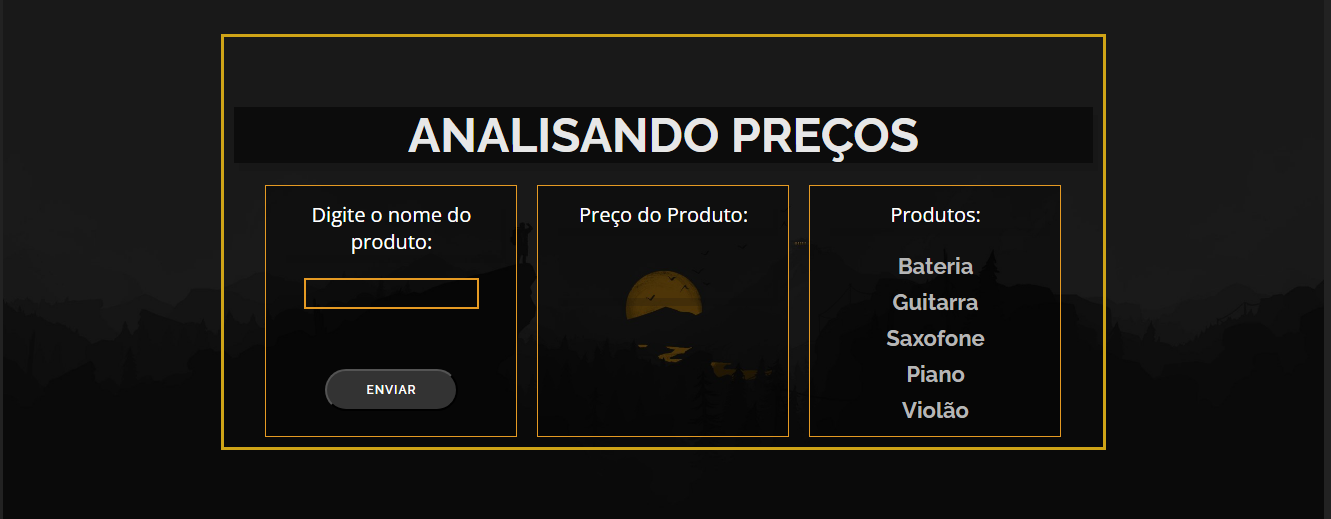 ANALISANDO PREÇOS
Digite o nome do
produto:
ENVIAR
Preço do Produto:
Produtos:
Bateria
Guitarra
Saxofone
Piano
Violão